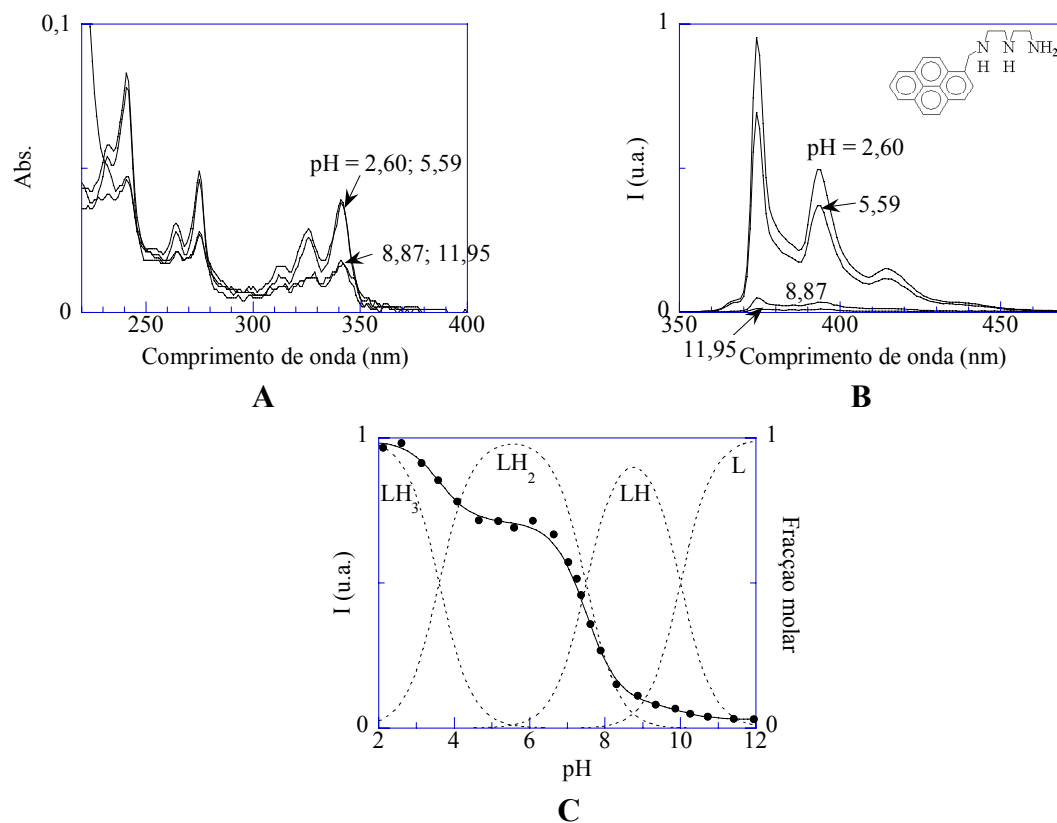 0,1
Abs.
0
pH = 2,60; 5,59
8,87; 11,95
250
300
350
400
Comprimento de onda (nm)
A
1
I (u.a.)
0
N
N
NH2
H
H
pH = 2,60
5,59
8,87
11,95
350
400
450
Comprimento de onda (nm)
B
1
I (u.a.)
0
LH3
LH2
LH
L
1
Fracçao molar
0
2
4
6
8
10
12
pH
C